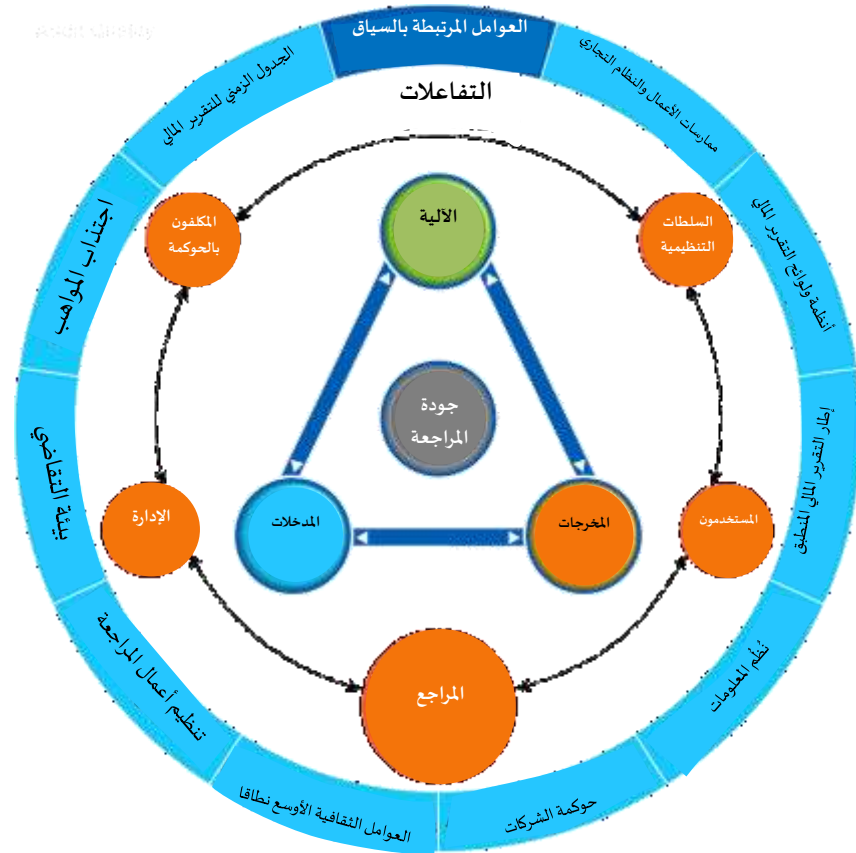 العوامل المرتبطة بالسياق
ممارسات الأعمال والنظام التجاري
أنظمة ولوائح التقرير المالي
إطار التقرير المالي المنطبق
نُظُم المعلومات
حوكمة الشركات
العوامل الثقافية الأوسع نطاقا
تنظيم أعمال المراجعة
بيئة التقاضي
اجتذاب المواهب
الجدول الزمني للتقرير المالي
التفاعلات
السلطات
التنظيمية
المستخدمون
المراجع
الإدارة
المكلفون
بالحوكمة
الآلية
جودة
المراجعة
المخرجات
المدخلات